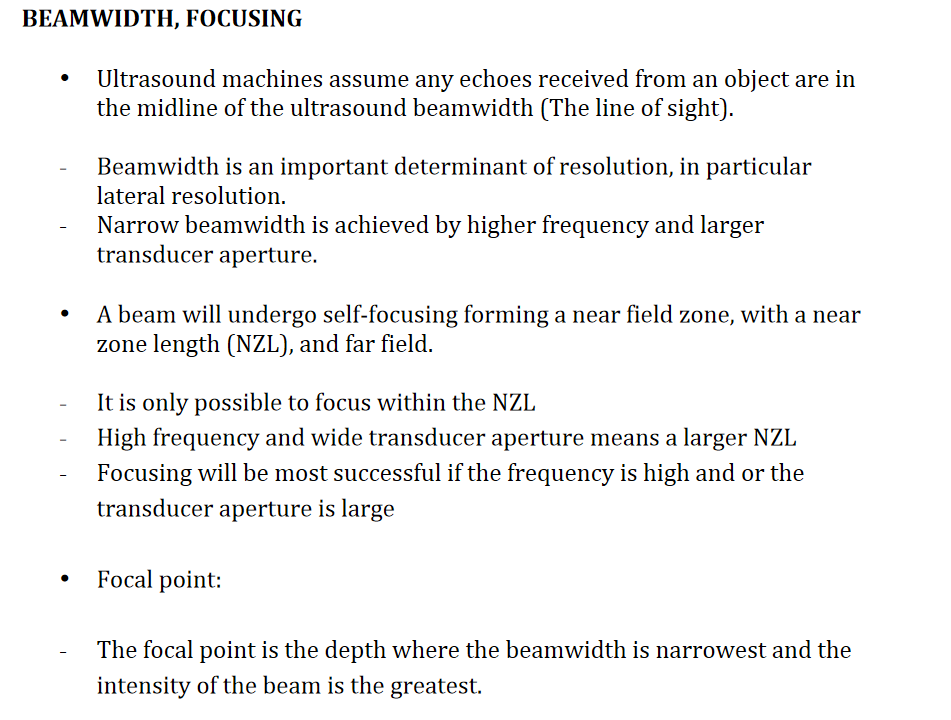 BEAMWIDTH, FOCUSING
• Ultrasound machines assume any echoes received from an object are in
the midline of the ultrasound beamwidth (The line of sight).
- Beamwidth is an important determinant of resolution, in particular
lateral resolution.
- Narrow beamwidth is achieved by higher frequency and larger
transducer aperture.
• A beam will undergo self-focusing forming a near field zone, with a near
zone length (NZL), and far field.
- It is only possible to focus within the NZL
- High frequency and wide transducer aperture means a larger NZL
- Focusing will be most successful if the frequency is high and or the
transducer aperture is large
• Focal point:
- The focal point is the depth where the beamwidth is narrowest and the
intensity of the beam is the greatest.